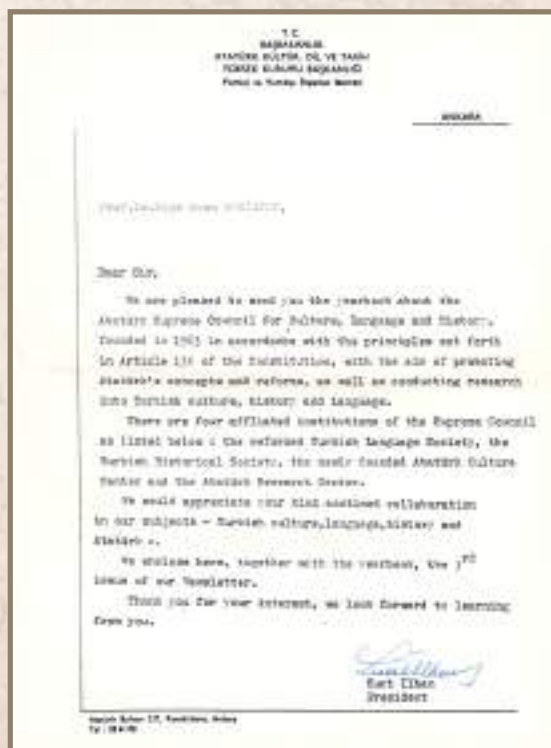 T.C.
BAŞBAKANLIK
ATATÜRK KÜLTÜR, DİL VE TARİH
YÜKSEK KURUMU BAŞKANLIĞI
ANKARA
Dear Sir,
We are pleased to send you the yearbook about the
Atatürk Supreme Council for Culture, Language and History,
founded in 1983 in accordance with the principles set forth
in Article 134 of the Constitution, with the aim of promoting
Atatürk's concepts and reforms, as well as conducting research
into Turkish culture, history and language.
There are four affliated institutions of the Supreme Council
as listed below : the reformed Turkish Language Society, the
Turkish Historical Society, the newly founded Atatürk Culture
Center and the Atatürk Research Center.
We would appreciate your kind continued collaboration
in our subjects - Turkish culture,language,history and
We enclose here, together with the yearbook, the 3rd
issue of our Newsletter.
Thank you for your interest, we look forward to learning
from you.
Suat İlhan
President